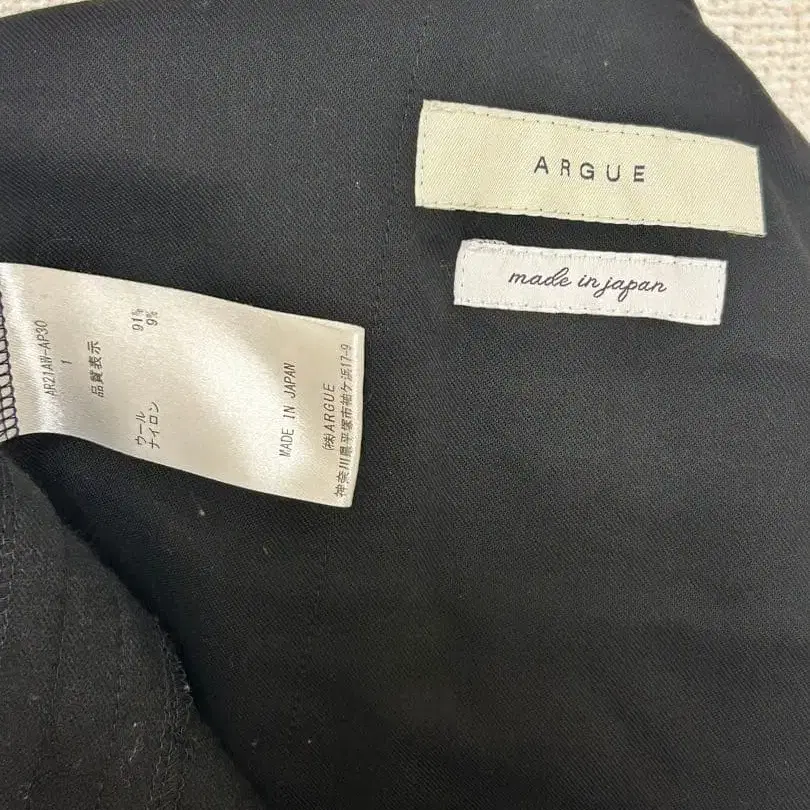 ARGUE
made in japan
AR21AW-AP30
1
品質表示
ウール 91%
ナイロン 9%
MADE IN JAPAN
(株)ARGUE
神奈川県平塚市袖ケ浜17-9